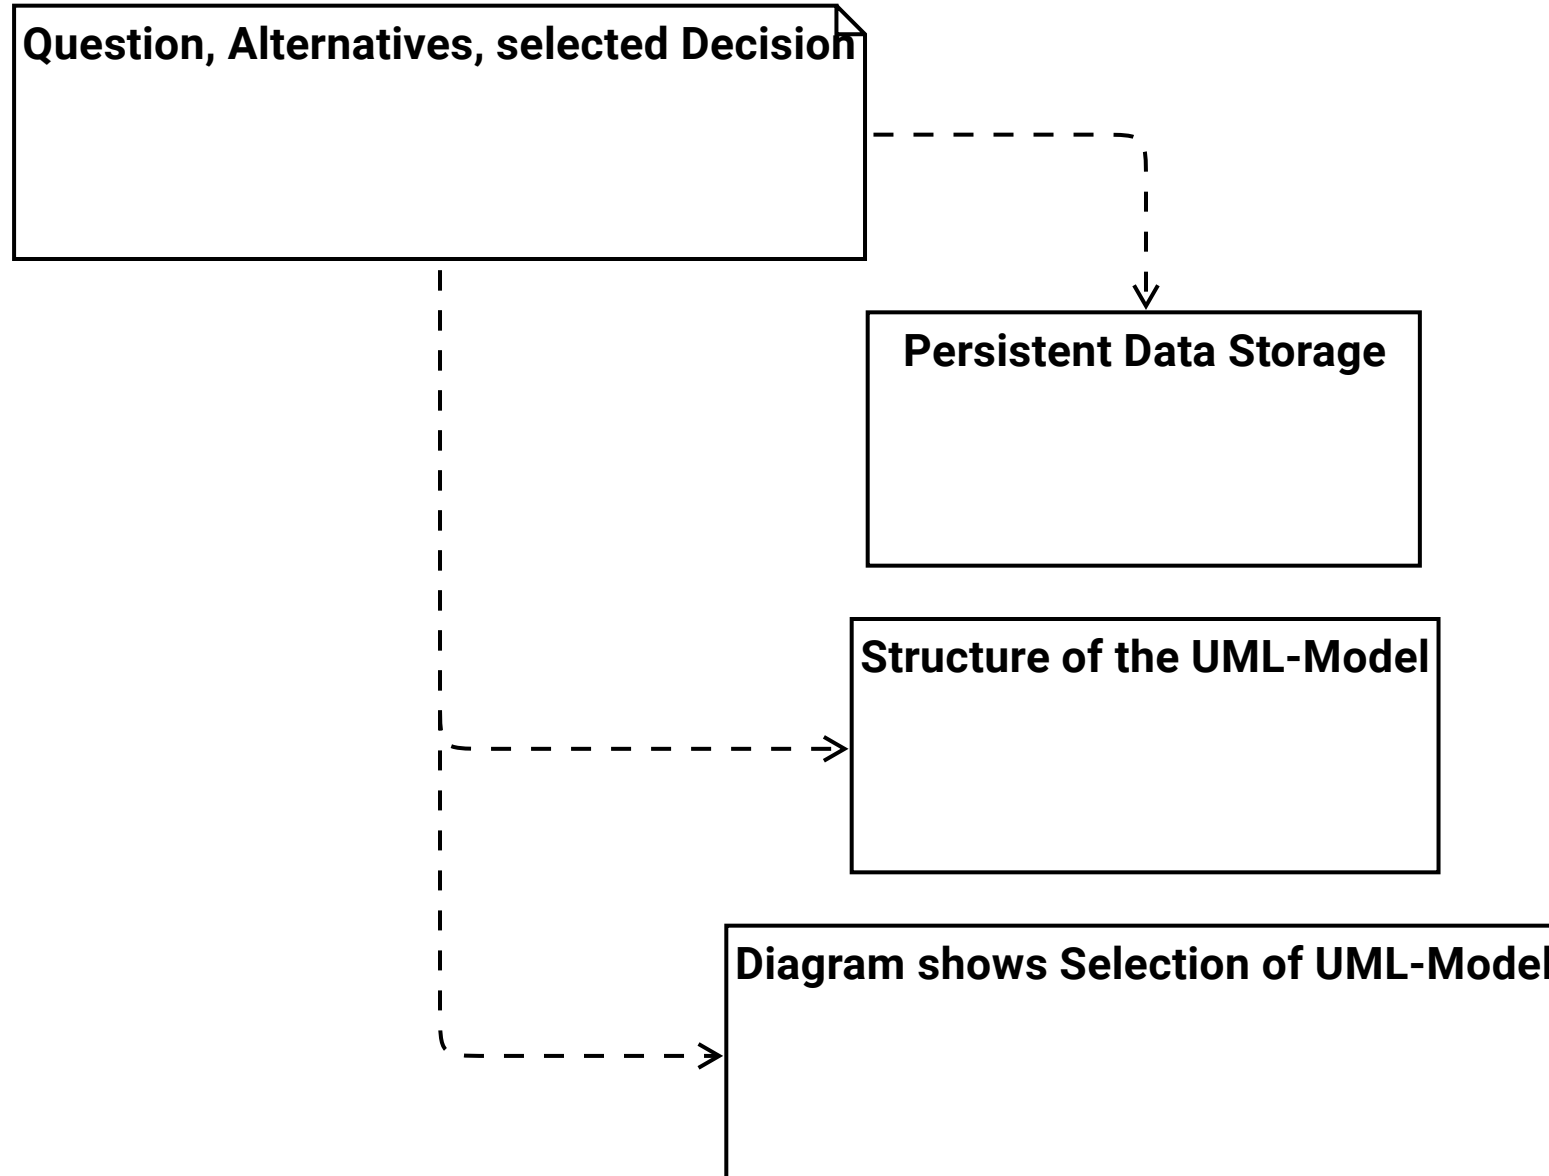 Question, Alternatives, selected Decision
Persistent Data Storage
Structure of the UML-Model
Diagram shows Selection of UML-Model